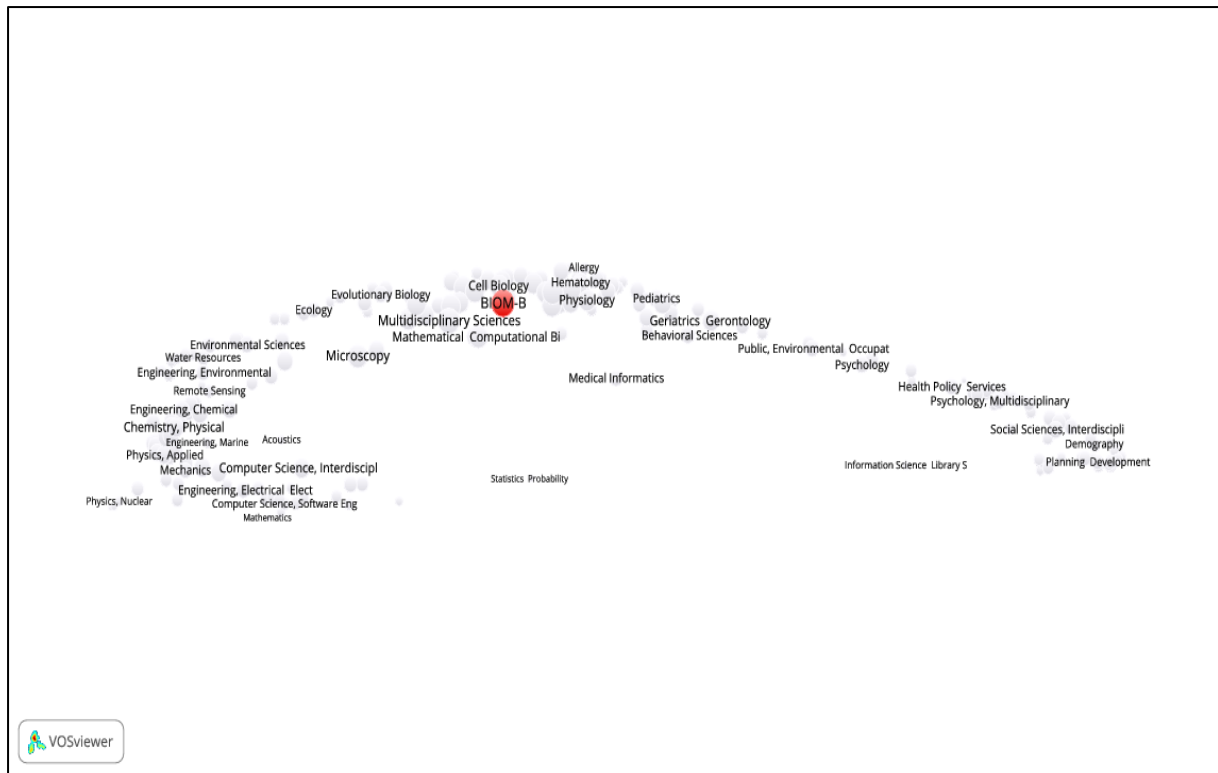 Allergy
Cell Biology
Hematology
Evolutionary Biology
BIOM-B
Physiology
Pediatrics
Ecology
Multidisciplinary Sciences
Geriatrics Gerontology
Mathematical Computational Bi
Behavioral Sciences
Environmental Sciences
Public, Environmental Occupat
Water Resources
Microscopy
Psychology
Engineering, Environmental
Medical Informatics
Health Policy Services
Remote Sensing
Psychology, Multidisciplinary
Engineering, Chemical
Chemistry, Physical
Social Sciences, Interdiscipli
Engineering, Marine
Acoustics
Demography
Physics, Applied
Planning Development
Mechanics
Computer Science, Interdiscipl
Information Science Library S
Statistics Probability
Engineering, Electrical Elect
Physics, Nuclear
Computer Science, Software Eng
Mathematics
VOSviewer